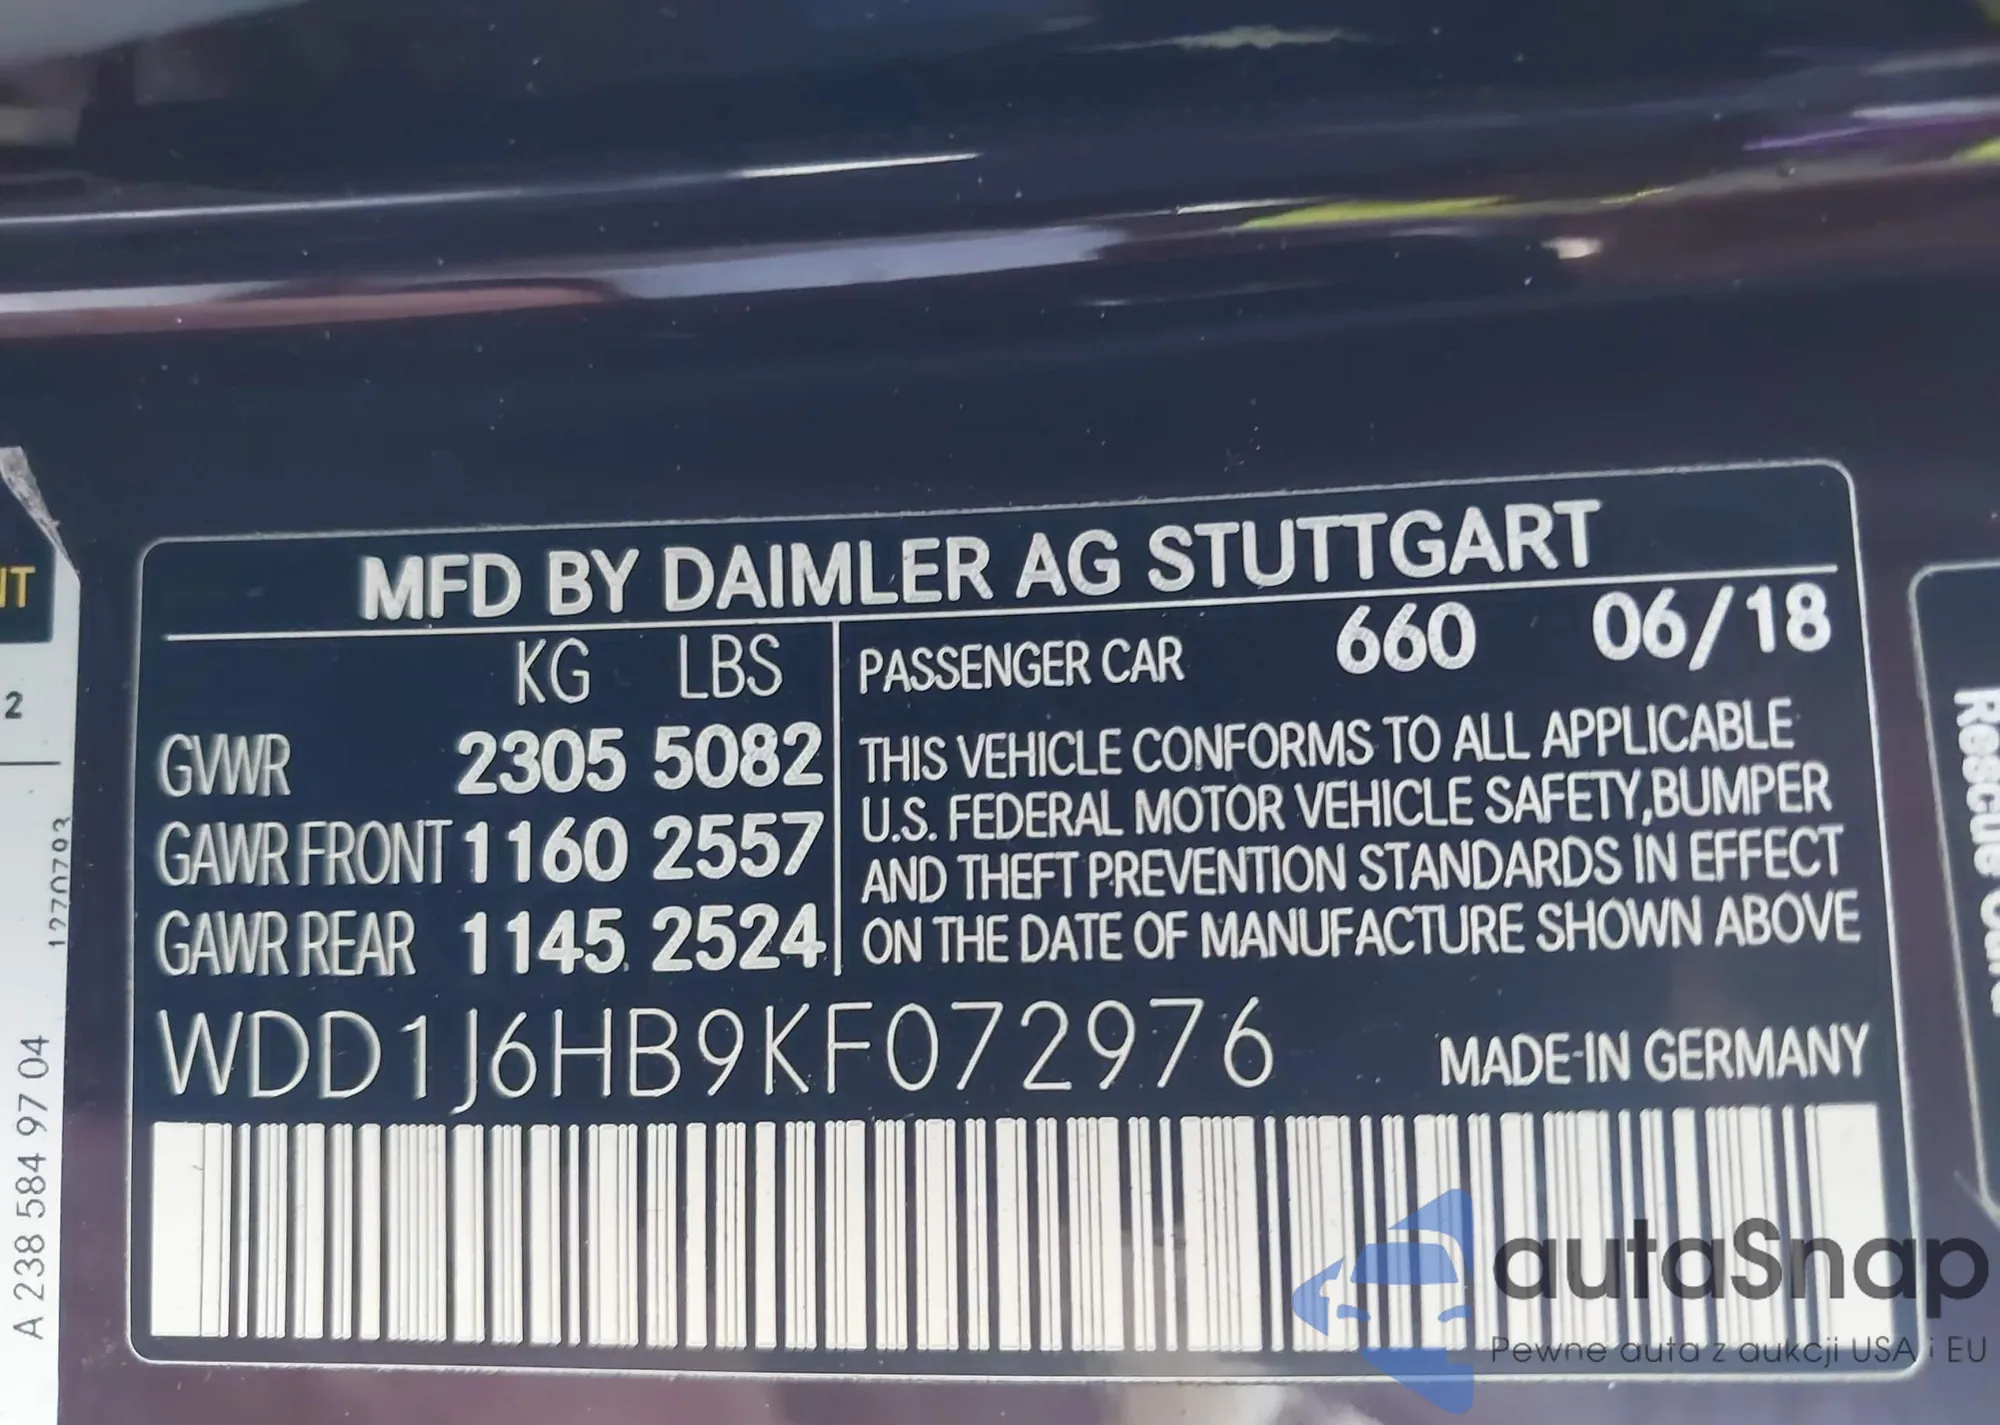 MFD BY DAIMLER AG STUTTGART
KG LBS
GVWR 2305 5082
GAWR FRONT 1160 2557
GAWR REAR 1145 2524
PASSENGER CAR 660 06/18
THIS VEHICLE CONFORMS TO ALL APPLICABLE
U.S. FEDERAL MOTOR VEHICLE SAFETY,BUMPER
AND THEFT PREVENTION STANDARDS IN EFFECT
ON THE DATE OF MANUFACTURE SHOWN ABOVE
WDD1J6HB9KF072976
MADE-IN GERMANY
2
A 238 584 97 04
Rescue
autaSnap
Pewne auta z aukcji USA i EU